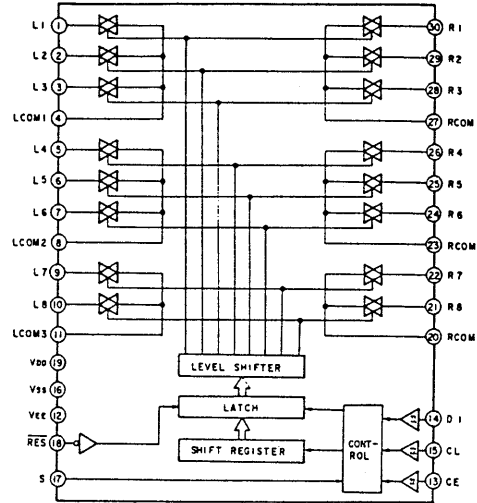 L1 1 30 R1
L2 2 29 R2
L3 3 28 R3
LCOM1 4 27 RCOM
L4 5 26 R4
L5 6 25 R5
L6 7 24 R6
LCOM2 8 23 RCOM
L7 9 22 R7
L8 10 21 R8
LCOM3 11 20 RCOM
VDD 19
LEVEL SHIFTER
VSS 16
VEE 12
LATCH
14 DI
RES 18
SHIFT REGISTER
CONT-
ROL
15 CL
S 17
13 CE